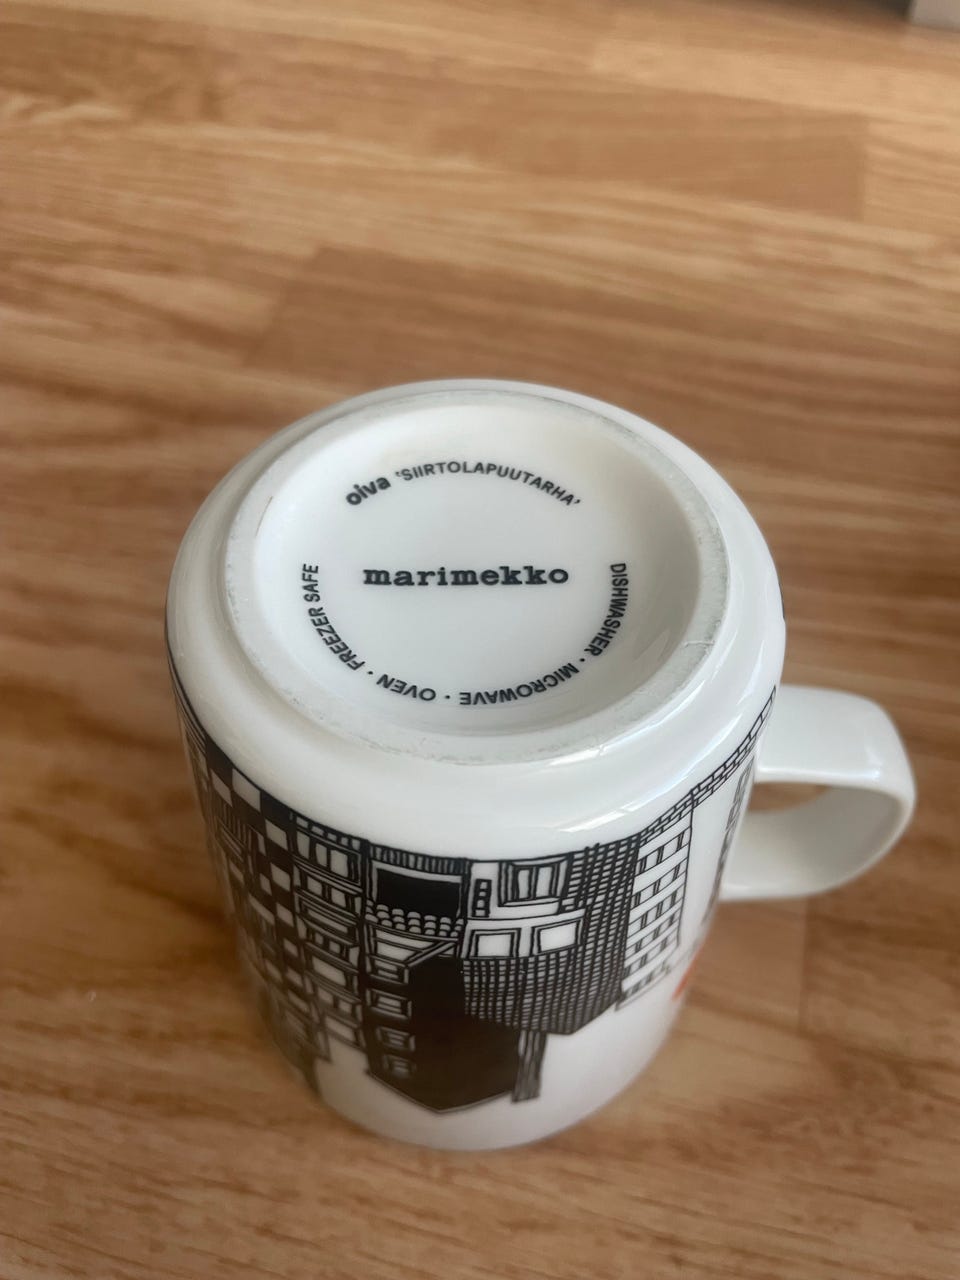 oiva 'SIIRTOLAPUUTARHA'
marimekko
DISHWASHER · MICROWAVE · OVEN · FREEZER SAFE